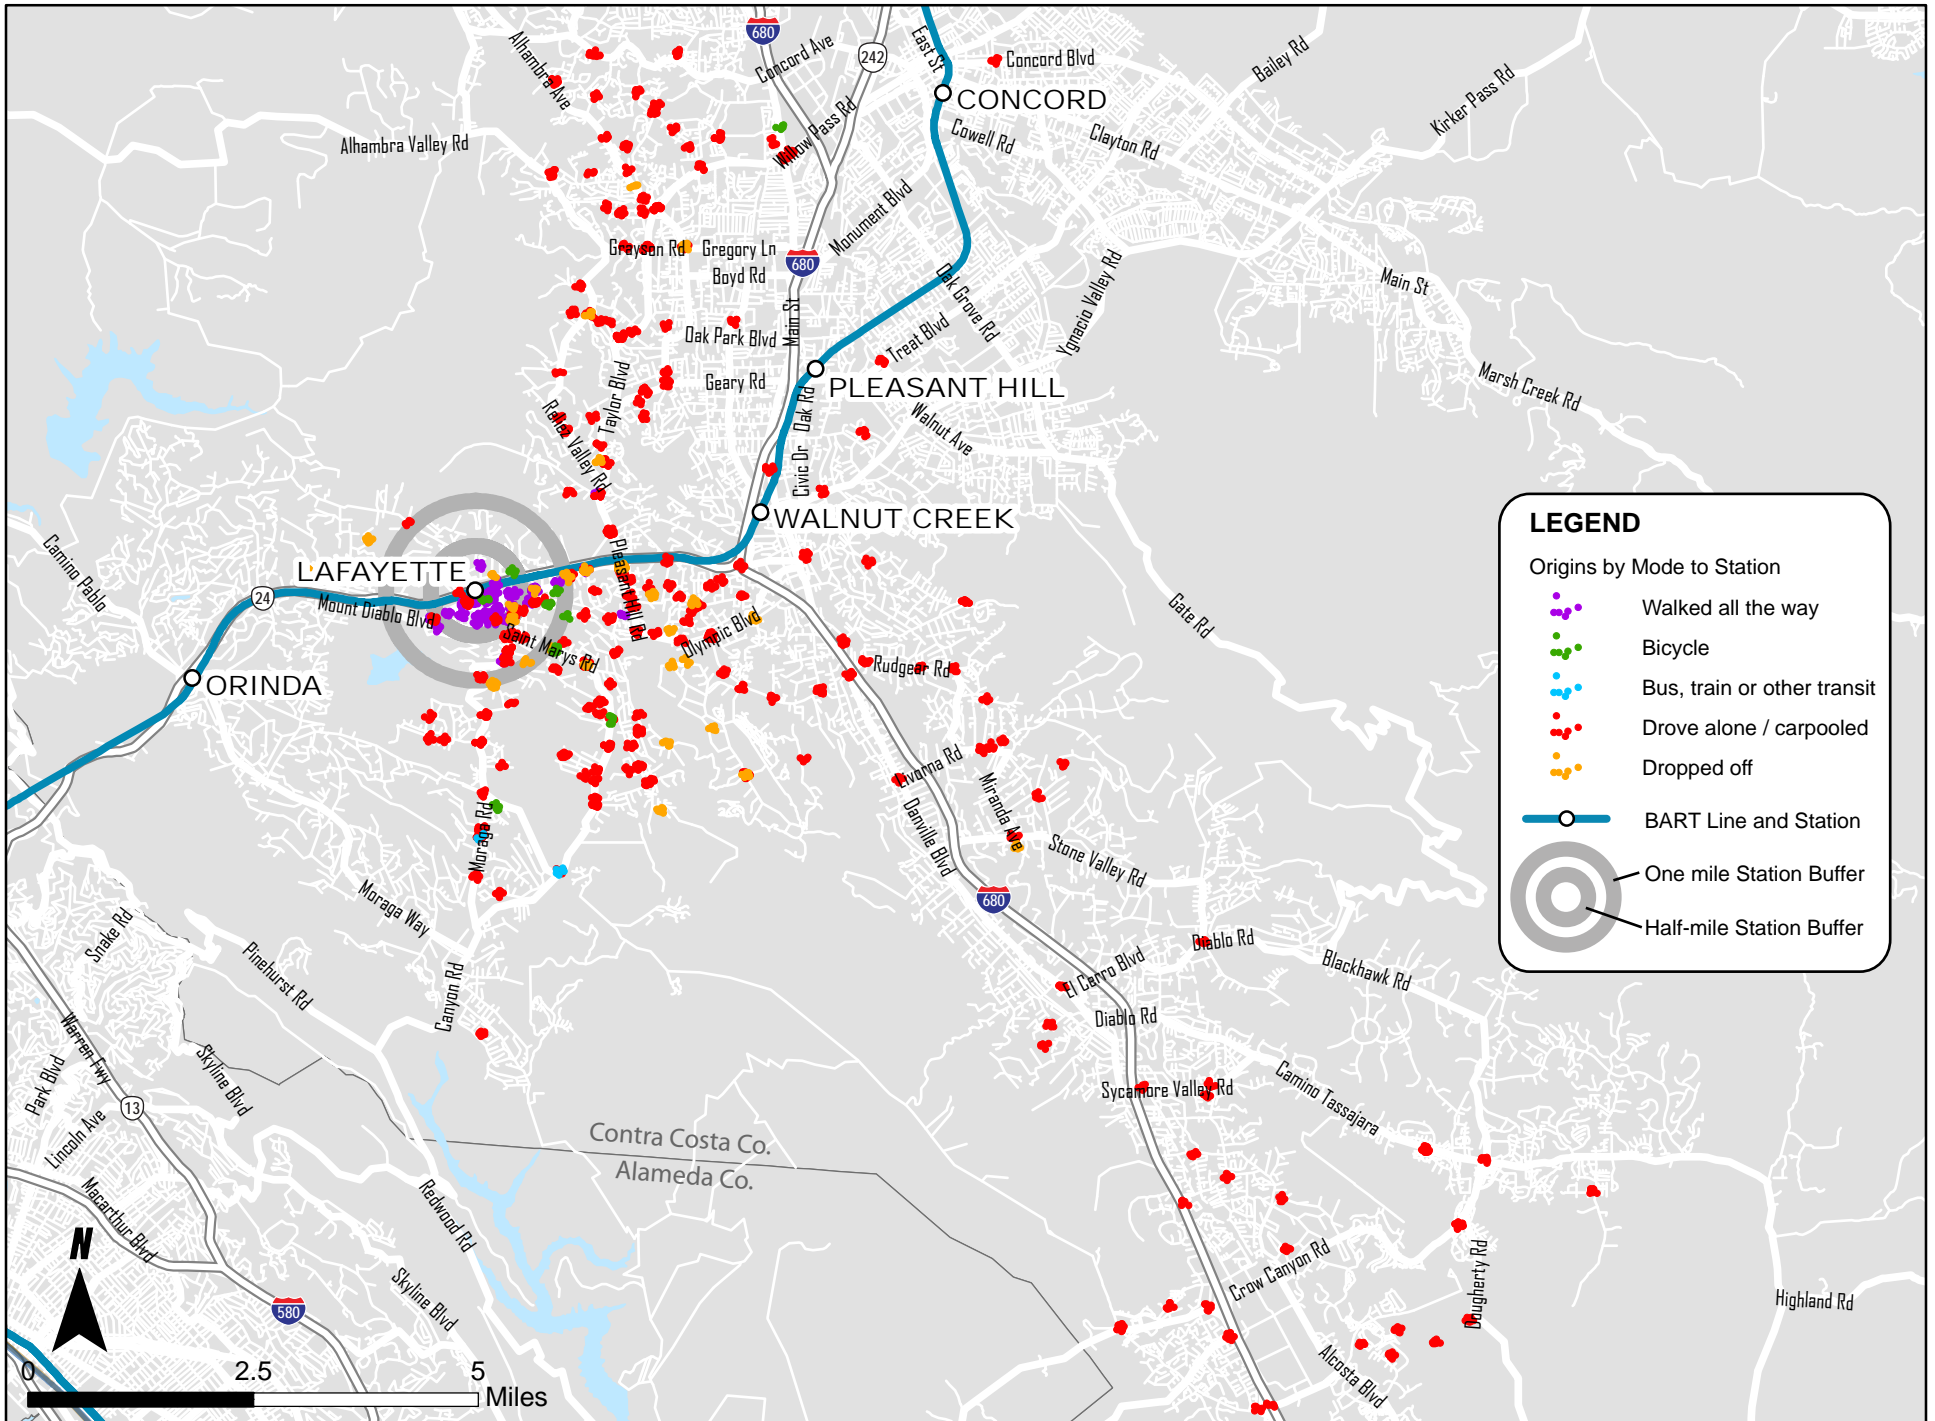 680
Concord Ave
242
East St
Concord Blvd
Bailey Rd
Kirker Pass Rd
Alhambra Ave
CONCORD
Alhambra Valley Rd
Willow Pass Rd
Cowell Rd
Clayton Rd
Monument Blvd
Grayson Rd
Gregory Ln
Boyd Rd
680
Oak Grove Rd
Ygnacio Valley Rd
Main St
Main St
Oak Park Blvd
Treat Blvd
Taylor Blvd
Geary Rd
PLEASANT HILL
Marsh Creek Rd
Oak Rd
Walnut Ave
Reliez Valley Rd
Civic Dr
WALNUT CREEK
Camino Pablo
LAFAYETTE
Pleasant Hill Rd
24
Mount Diablo Blvd
Gate Rd
Saint Marys Rd
Olympic Blvd
Rudgear Rd
ORINDA
Livorna Rd
Miranda Ave
Danville Blvd
Moraga Rd
Stone Valley Rd
680
Moraga Way
Snake Rd
Pinehurst Rd
Canyon Rd
Diablo Rd
Blackhawk Rd
El Cerro Blvd
Diablo Rd
Warren Fwy
Park Blvd
Skyline Blvd
Sycamore Valley Rd
Camino Tassajara
13
Lincoln Ave
Contra Costa Co.
Alameda Co.
Macarthur Blvd
Redwood Rd
N
Skyline Blvd
580
Crow Canyon Rd
Dougherty Rd
Highland Rd
Alcosta Blvd
0 2.5 5
Miles
LEGEND
Origins by Mode to Station
Walked all the way
Bicycle
Bus, train or other transit
Drove alone / carpooled
Dropped off
BART Line and Station
One mile Station Buffer
Half-mile Station Buffer